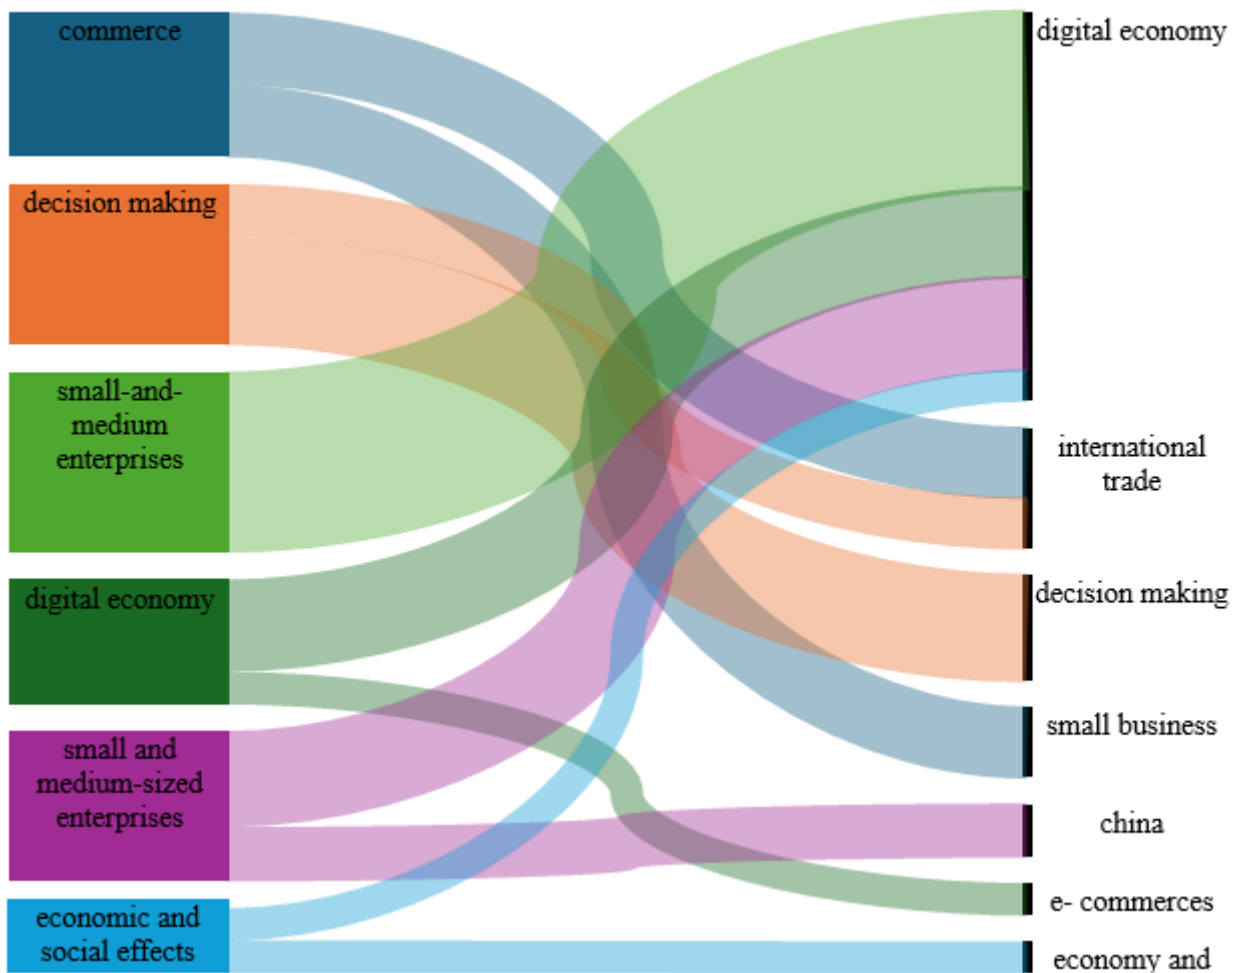 commerce
decision making
small-and-
medium
enterprises
digital economy
small and
medium-sized
enterprises
economic and
social effects
digital economy
international
trade
decision making
small business
china
e- commerces
economy and